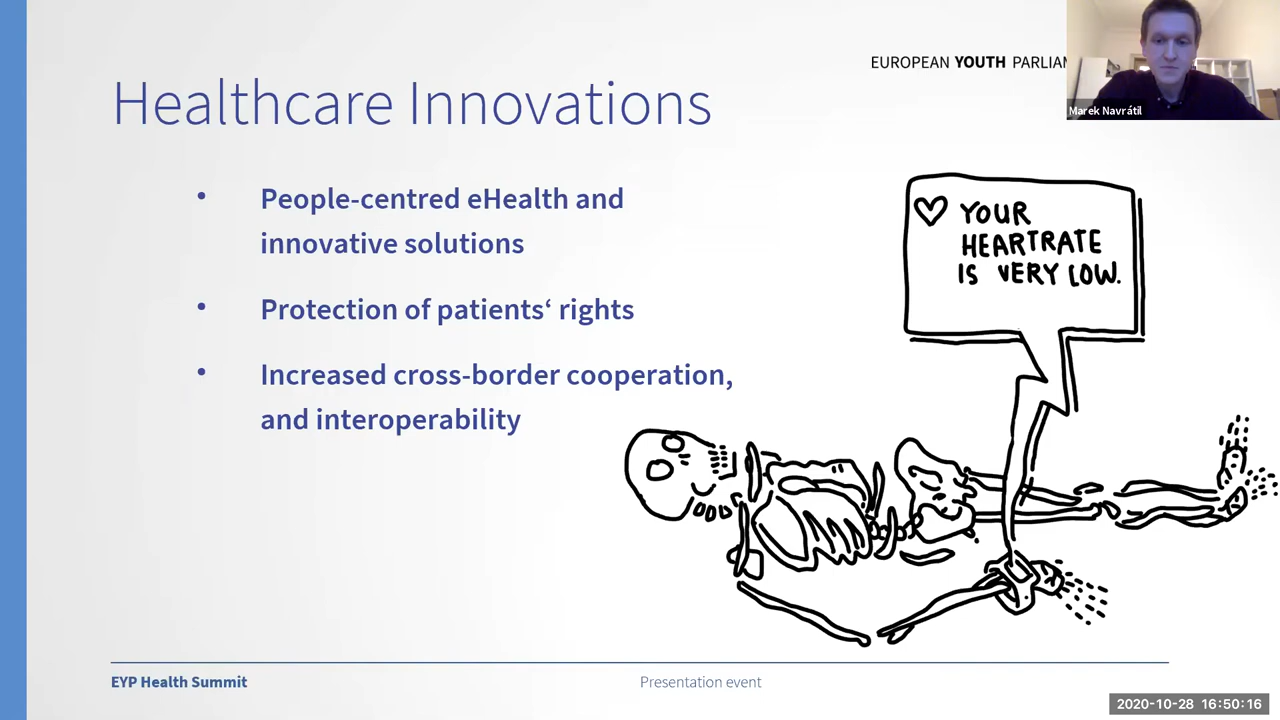 EUROPEAN YOUTH PARLIAM
Marek Navrátil
Healthcare Innovations
• People-centred eHealth and
innovative solutions
• Protection of patients‘ rights
• Increased cross-border cooperation,
and interoperability
YOUR
HEARTRATE
IS VERY LOW.
EYP Health Summit
Presentation event
2020-10-28 16:50:16